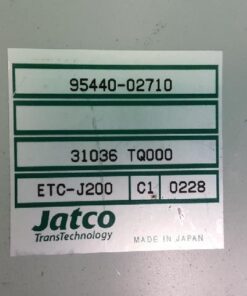 95440-02710
31036 TQ000
ETC-J200 C1 0228
Jatco
TransTechnology MADE IN JAPAN